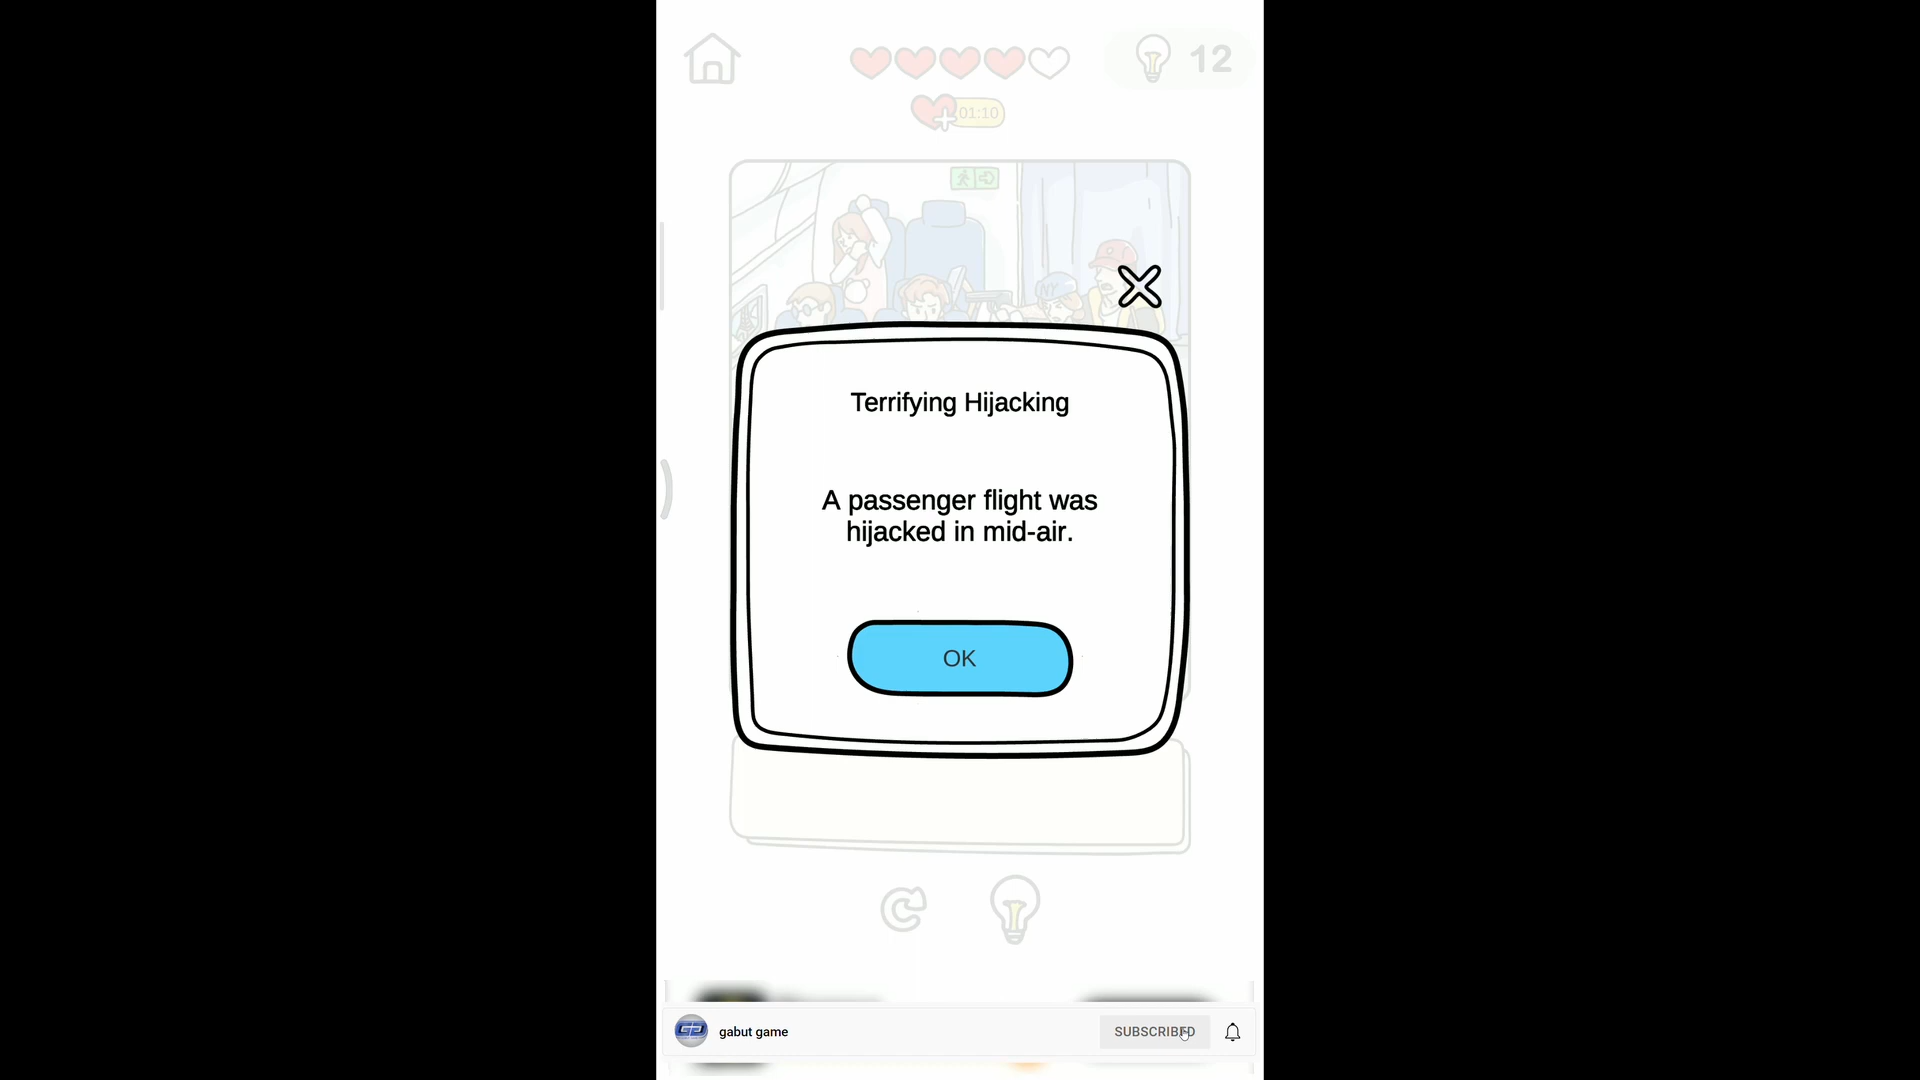 12
01:10
Terrifying Hijacking
A passenger flight was
hijacked in mid-air.
OK
gabut game
SUBSCRIBED